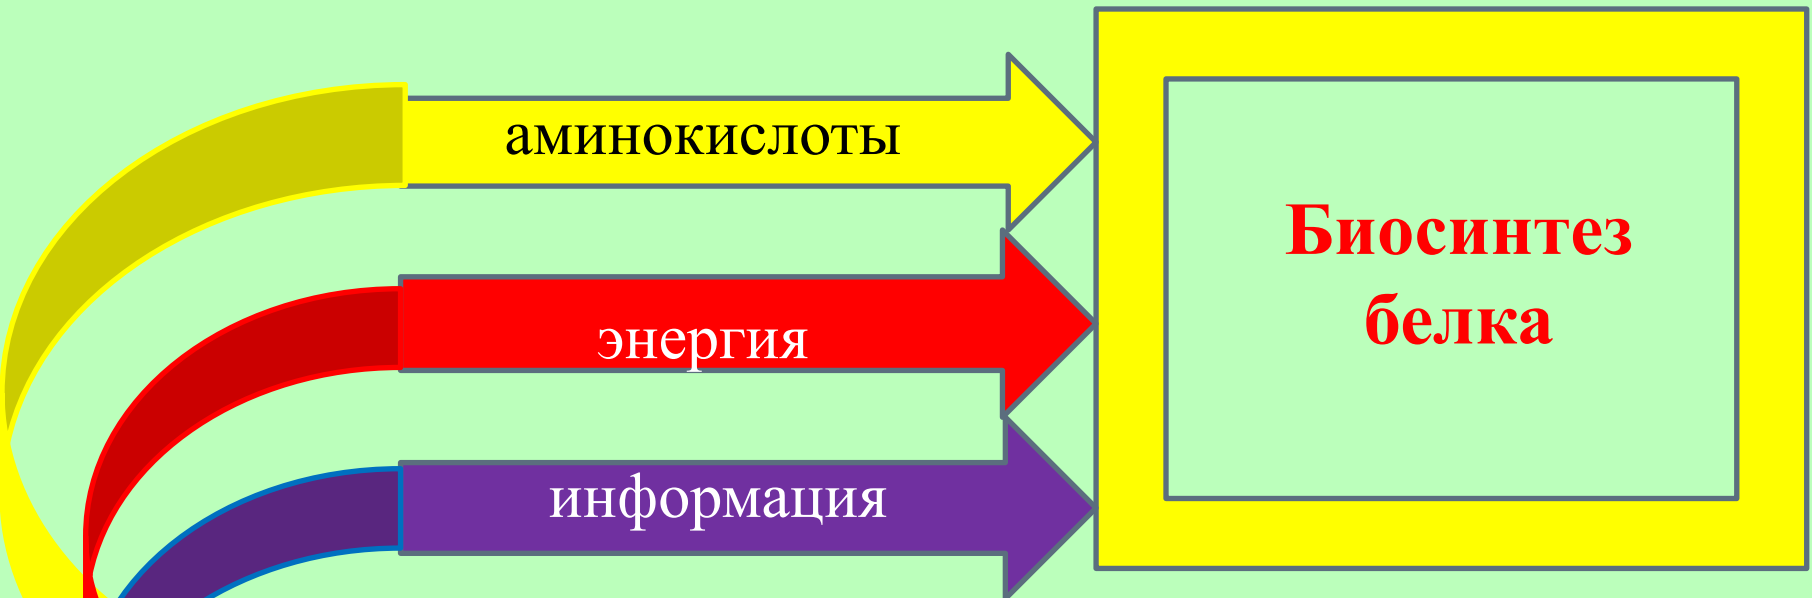 аминокислоты
энергия
информация
Биосинтез
белка